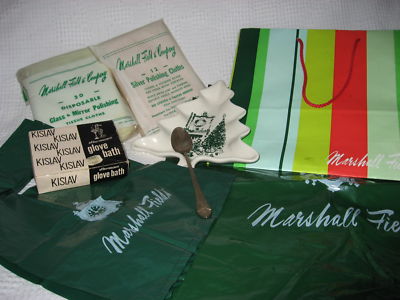 Marshall Field & Company
50
DISPOSABLE
Glass & Mirror Polishing
TISSUE CLOTHS
Marshall Field & Company
12
Silver Polishing Cloths
KISLAV
KISLAV
KISLAV
KISLAV
KISLAV
glove bath
glove bath
Marshall Field
Marshall Field's
Marshall Fiel